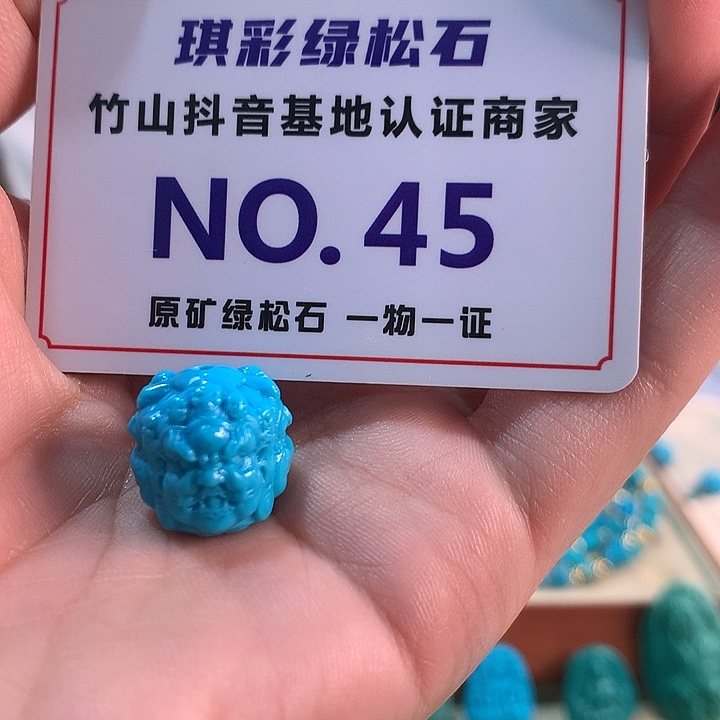 琪彩绿松石
竹山抖音基地认证商家
NO. 45
原矿绿松石 一物一证